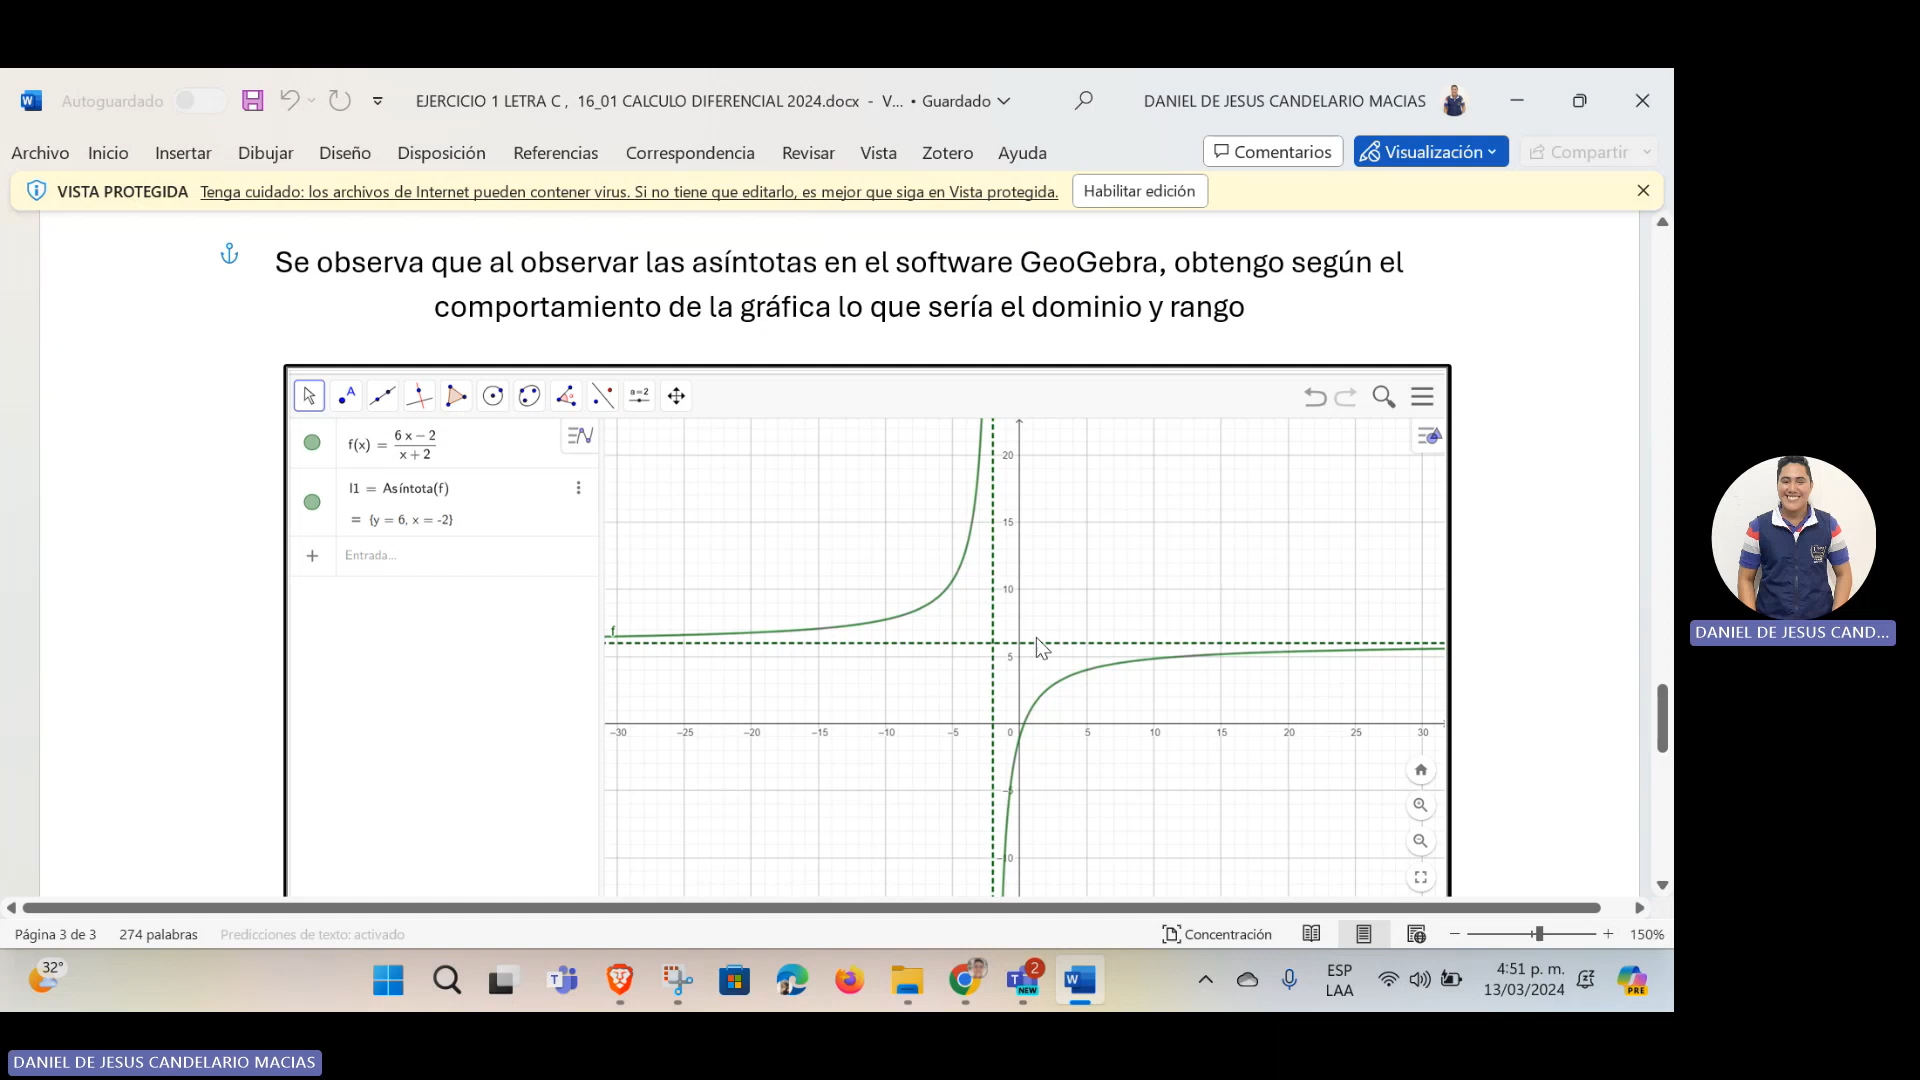 Autoguardado
EJERCICIO 1 LETRA C , 16_01 CALCULO DIFERENCIAL 2024.docx - V... • Guardado
DANIEL DE JESUS CANDELARIO MACIAS
Archivo Inicio Insertar Dibujar Diseño Disposición Referencias Correspondencia Revisar Vista Zotero Ayuda
Comentarios Visualización Compartir
VISTA PROTEGIDA Tenga cuidado: los archivos de Internet pueden contener virus. Si no tiene que editarlo, es mejor que siga en Vista protegida. Habilitar edición
Se observa que al observar las asíntotas en el software GeoGebra, obtengo según el
comportamiento de la gráfica lo que sería el dominio y rango
A
a=2
f(x) = (6 x − 2)/(x + 2)
l1 = Asíntota(f)
= {y = 6, x = -2}
+ Entrada...
f
20
15
10
5
−30 −25 −20 −15 −10 −5 0 5 10 15 20 25 30
−5
−10
Página 3 de 3 274 palabras Predicciones de texto: activado Concentración 150%
32° 2 NEW ESP LAA 4:51 p. m. 13/03/2024 PRE
DANIEL DE JESUS CAND...
DANIEL DE JESUS CANDELARIO MACIAS